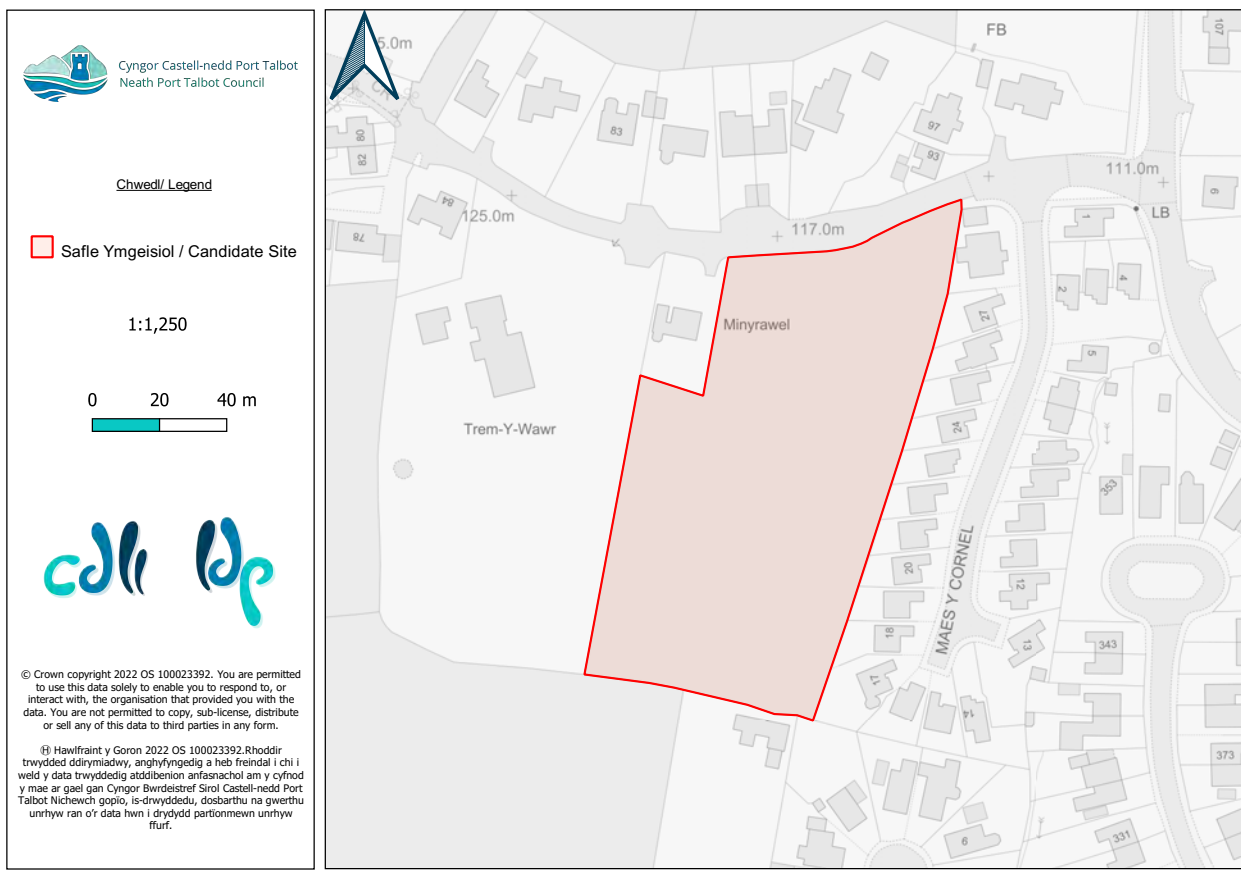 Cyngor Castell-nedd Port Talbot
Neath Port Talbot Council
Chwedl/ Legend
Safle Ymgeisiol / Candidate Site
1:1,250
0 20 40 m
cdll ldp
© Crown copyright 2022 OS 100023392. You are permitted
to use this data solely to enable you to respond to, or
interact with, the organisation that provided you with the
data. You are not permitted to copy, sub-license, distribute
or sell any of this data to third parties in any form.
Ⓗ Hawlfraint y Goron 2022 OS 100023392.Rhoddir
trwydded ddirymiadwy, anghyfyngedig a heb freindal i chi i
weld y data trwyddedig atddibenion anfasnachol am y cyfnod
y mae ar gael gan Cyngor Bwrdeistref Sirol Castell-nedd Port
Talbot Nichewch gopïo, is-drwyddedu, dosbarthu na gwerthu
unrhyw ran o'r data hwn i drydydd partïonmewn unrhyw
ffurf.
FB
107
5.0m
CR
80
82
83
97
93
111.0m
9
LB
1
84
125.0m
117.0m
78
2
4
Minyrawel
27
5
Trem-Y-Wawr
24
353
MAES Y CORNEL
20
12
18
13
343
17
14
373
6
331